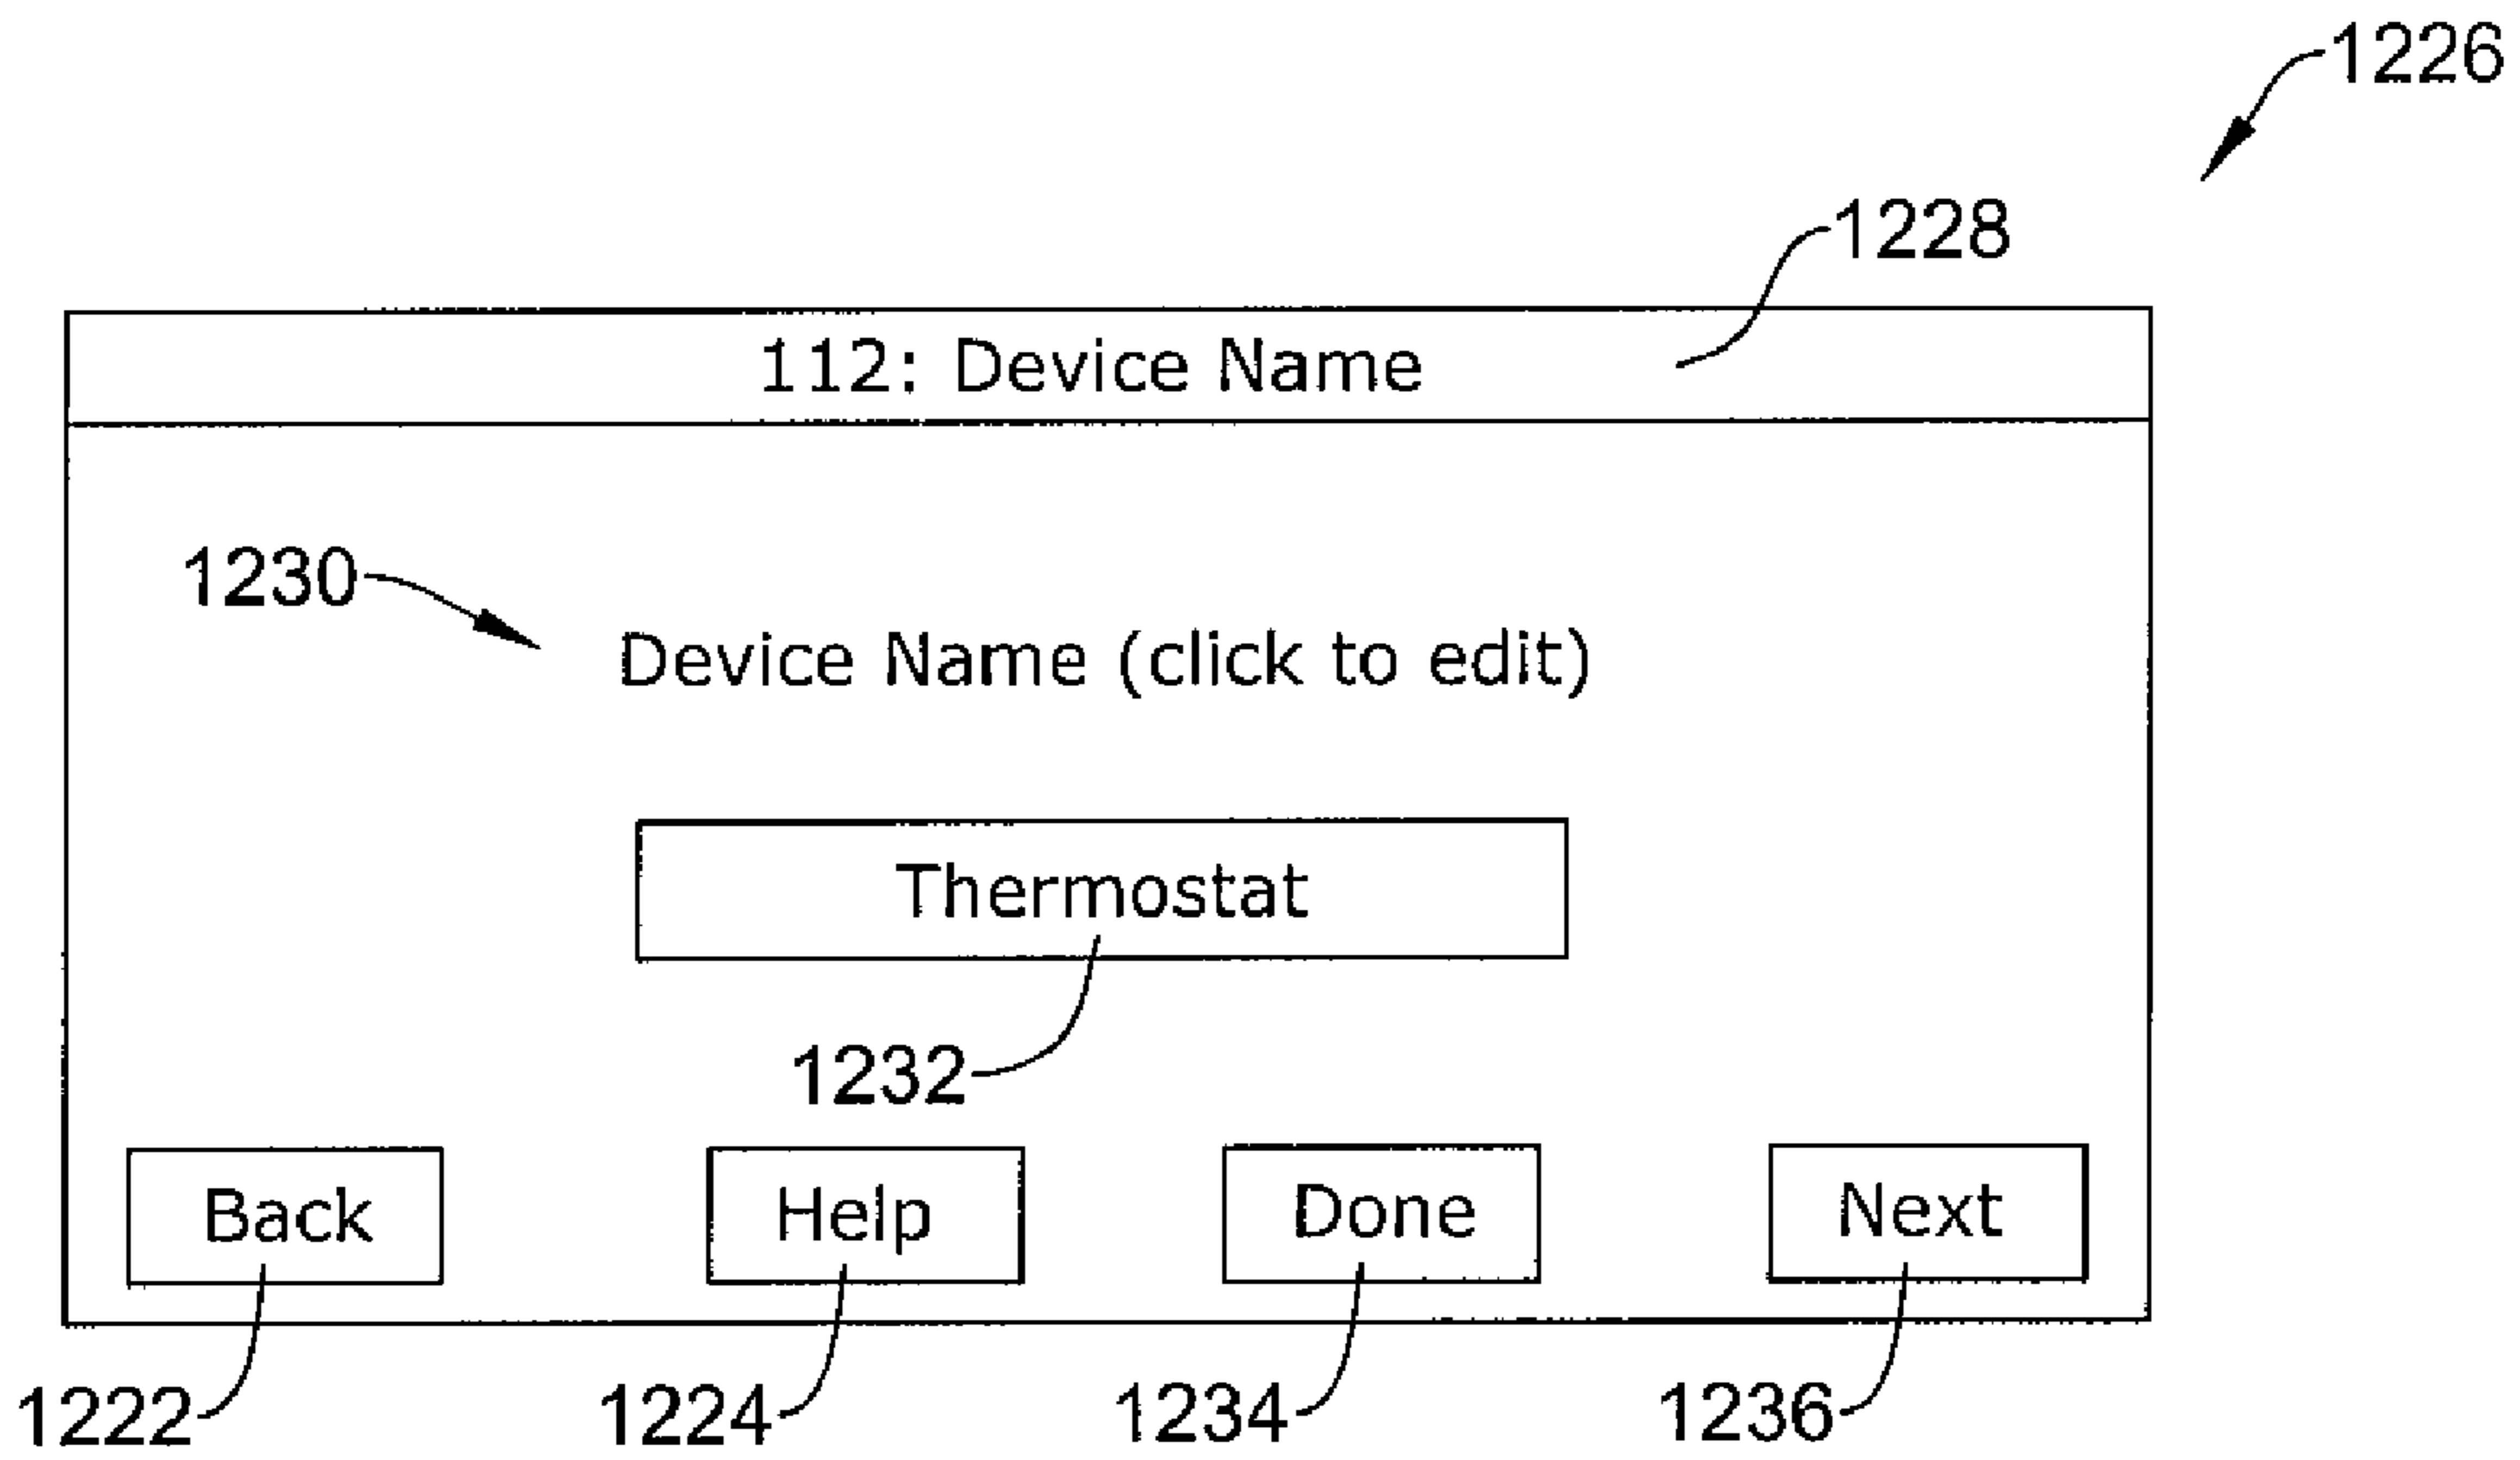 1226
1228
112: Device Name
1230
Device Name (click to edit)
Thermostat
1232
Back Help Done Next
1222 1224 1234 1236